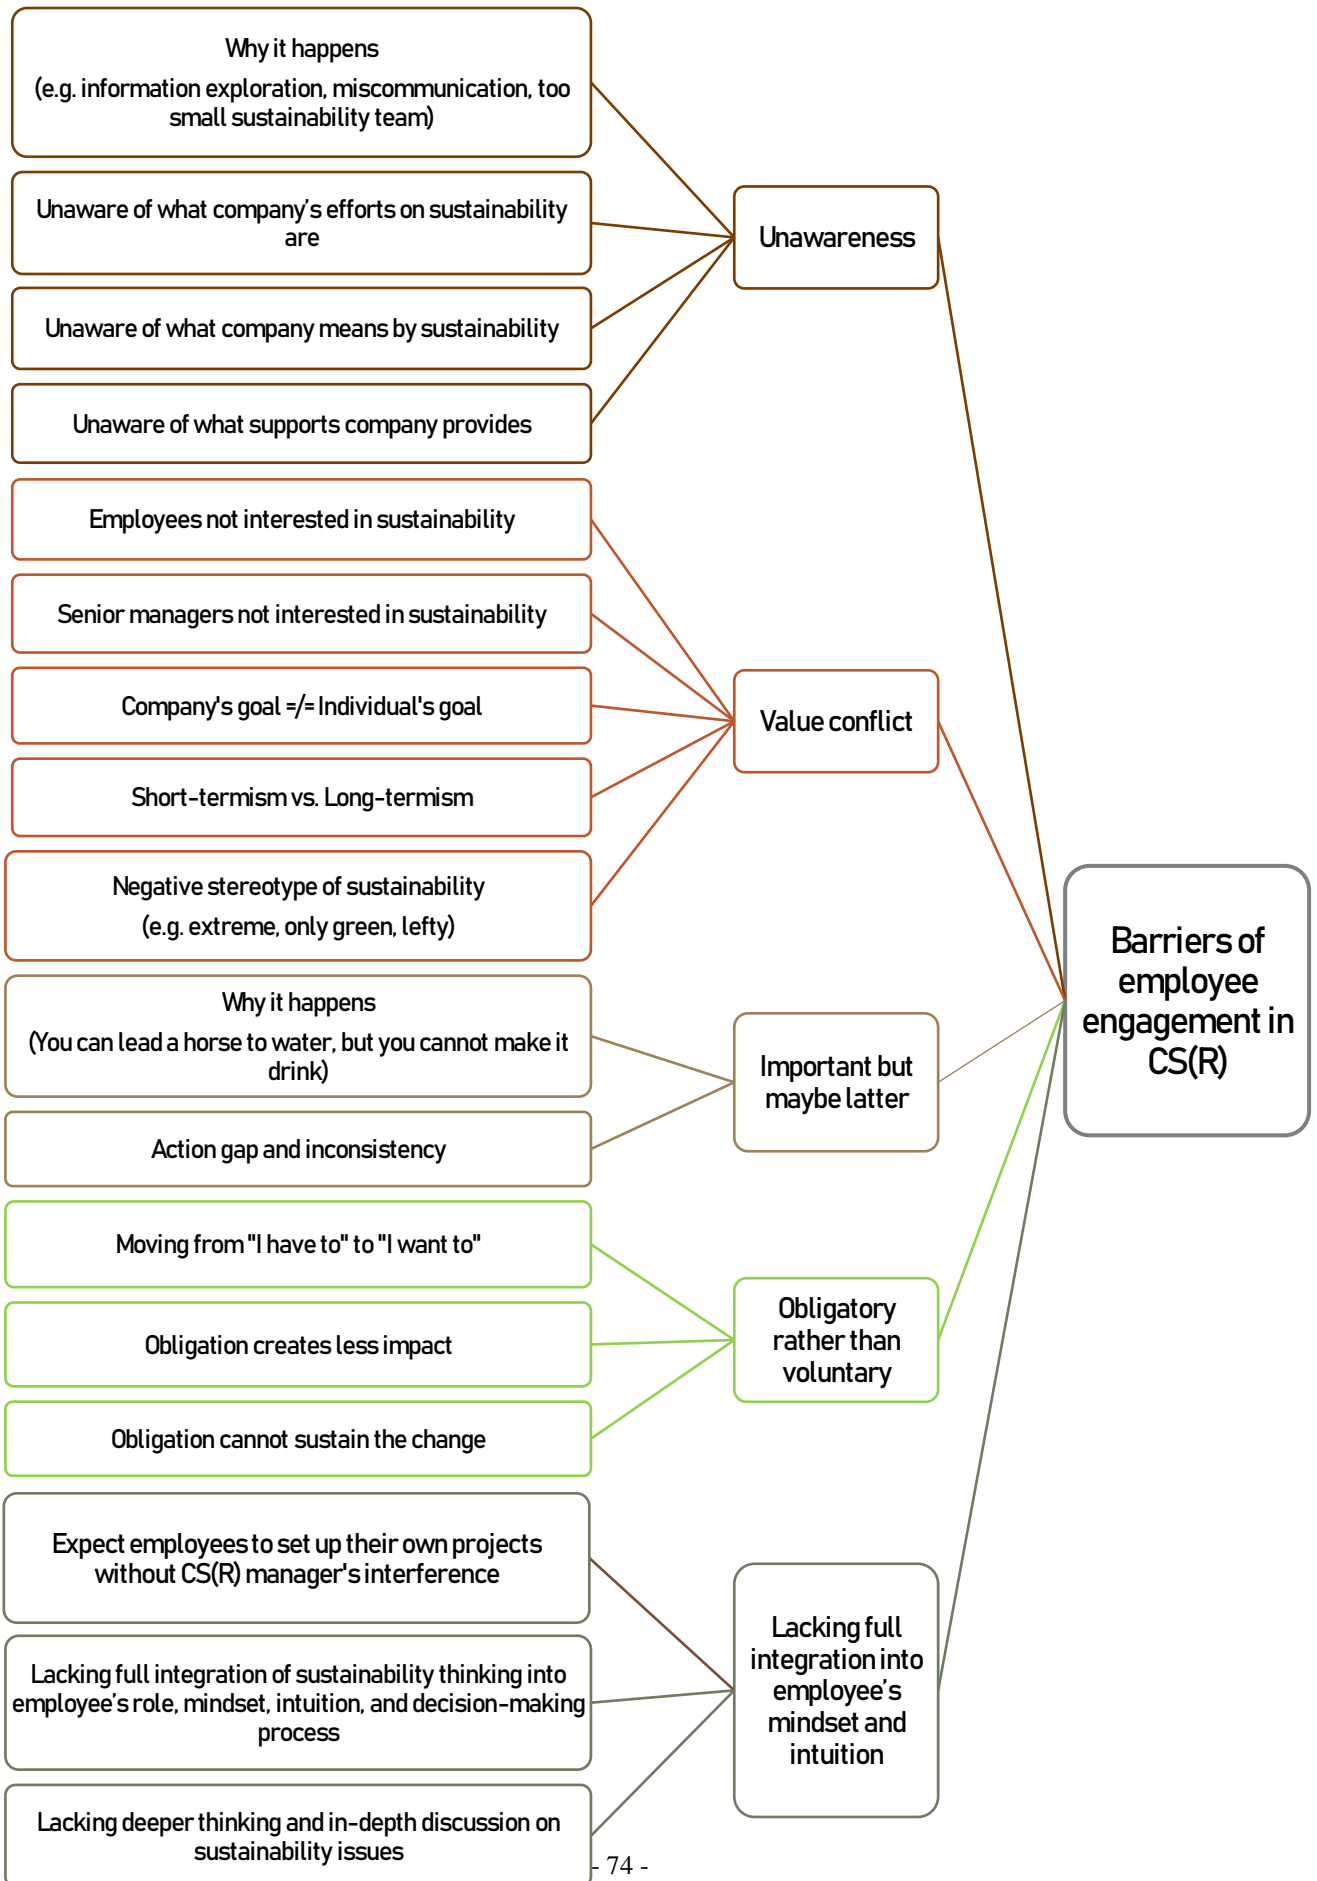 Why it happens
(e.g. information exploration, miscommunication, too
small sustainability team)
Unaware of what company's efforts on sustainability
are
Unaware of what company means by sustainability
Unaware of what supports company provides
Unawareness
Employees not interested in sustainability
Senior managers not interested in sustainability
Company's goal =/= Individual's goal
Short-termism vs. Long-termism
Negative stereotype of sustainability
(e.g. extreme, only green, lefty)
Value conflict
Why it happens
(You can lead a horse to water, but you cannot make it
drink)
Action gap and inconsistency
Important but
maybe latter
Moving from "I have to" to "I want to"
Obligation creates less impact
Obligation cannot sustain the change
Obligatory
rather than
voluntary
Expect employees to set up their own projects
without CS(R) manager's interference
Lacking full integration of sustainability thinking into
employee's role, mindset, intuition, and decision-making
process
Lacking deeper thinking and in-depth discussion on
sustainability issues
Lacking full
integration into
employee's
mindset and
intuition
Barriers of
employee
engagement in
CS(R)
- 74 -